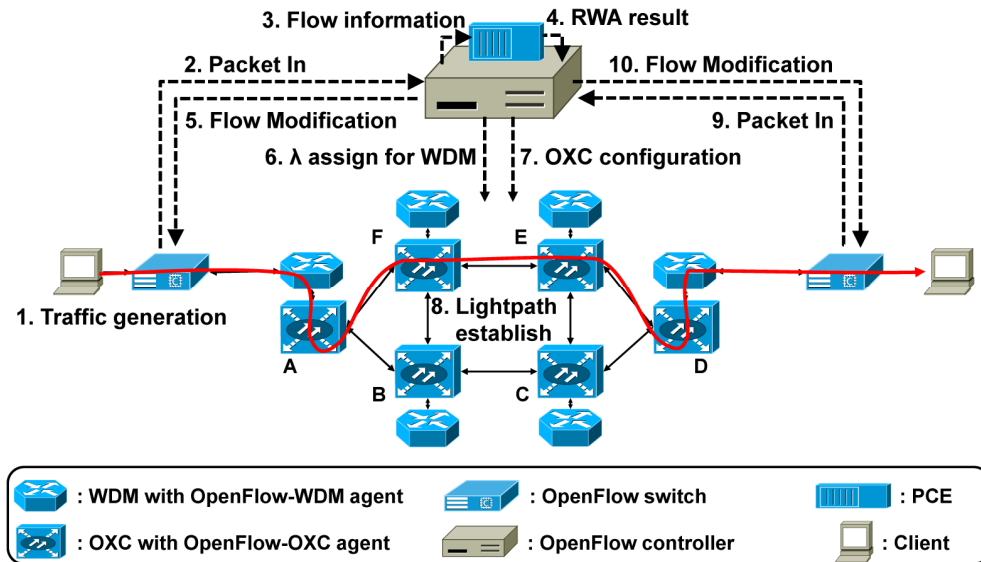 3. Flow information
4. RWA result
2. Packet In
10. Flow Modification
5. Flow Modification
9. Packet In
6. λ assign for WDM
7. OXC configuration
F
E
1. Traffic generation
8. Lightpath
establish
A
D
B
C
: WDM with OpenFlow-WDM agent
: OpenFlow switch
: PCE
: OXC with OpenFlow-OXC agent
: OpenFlow controller
: Client